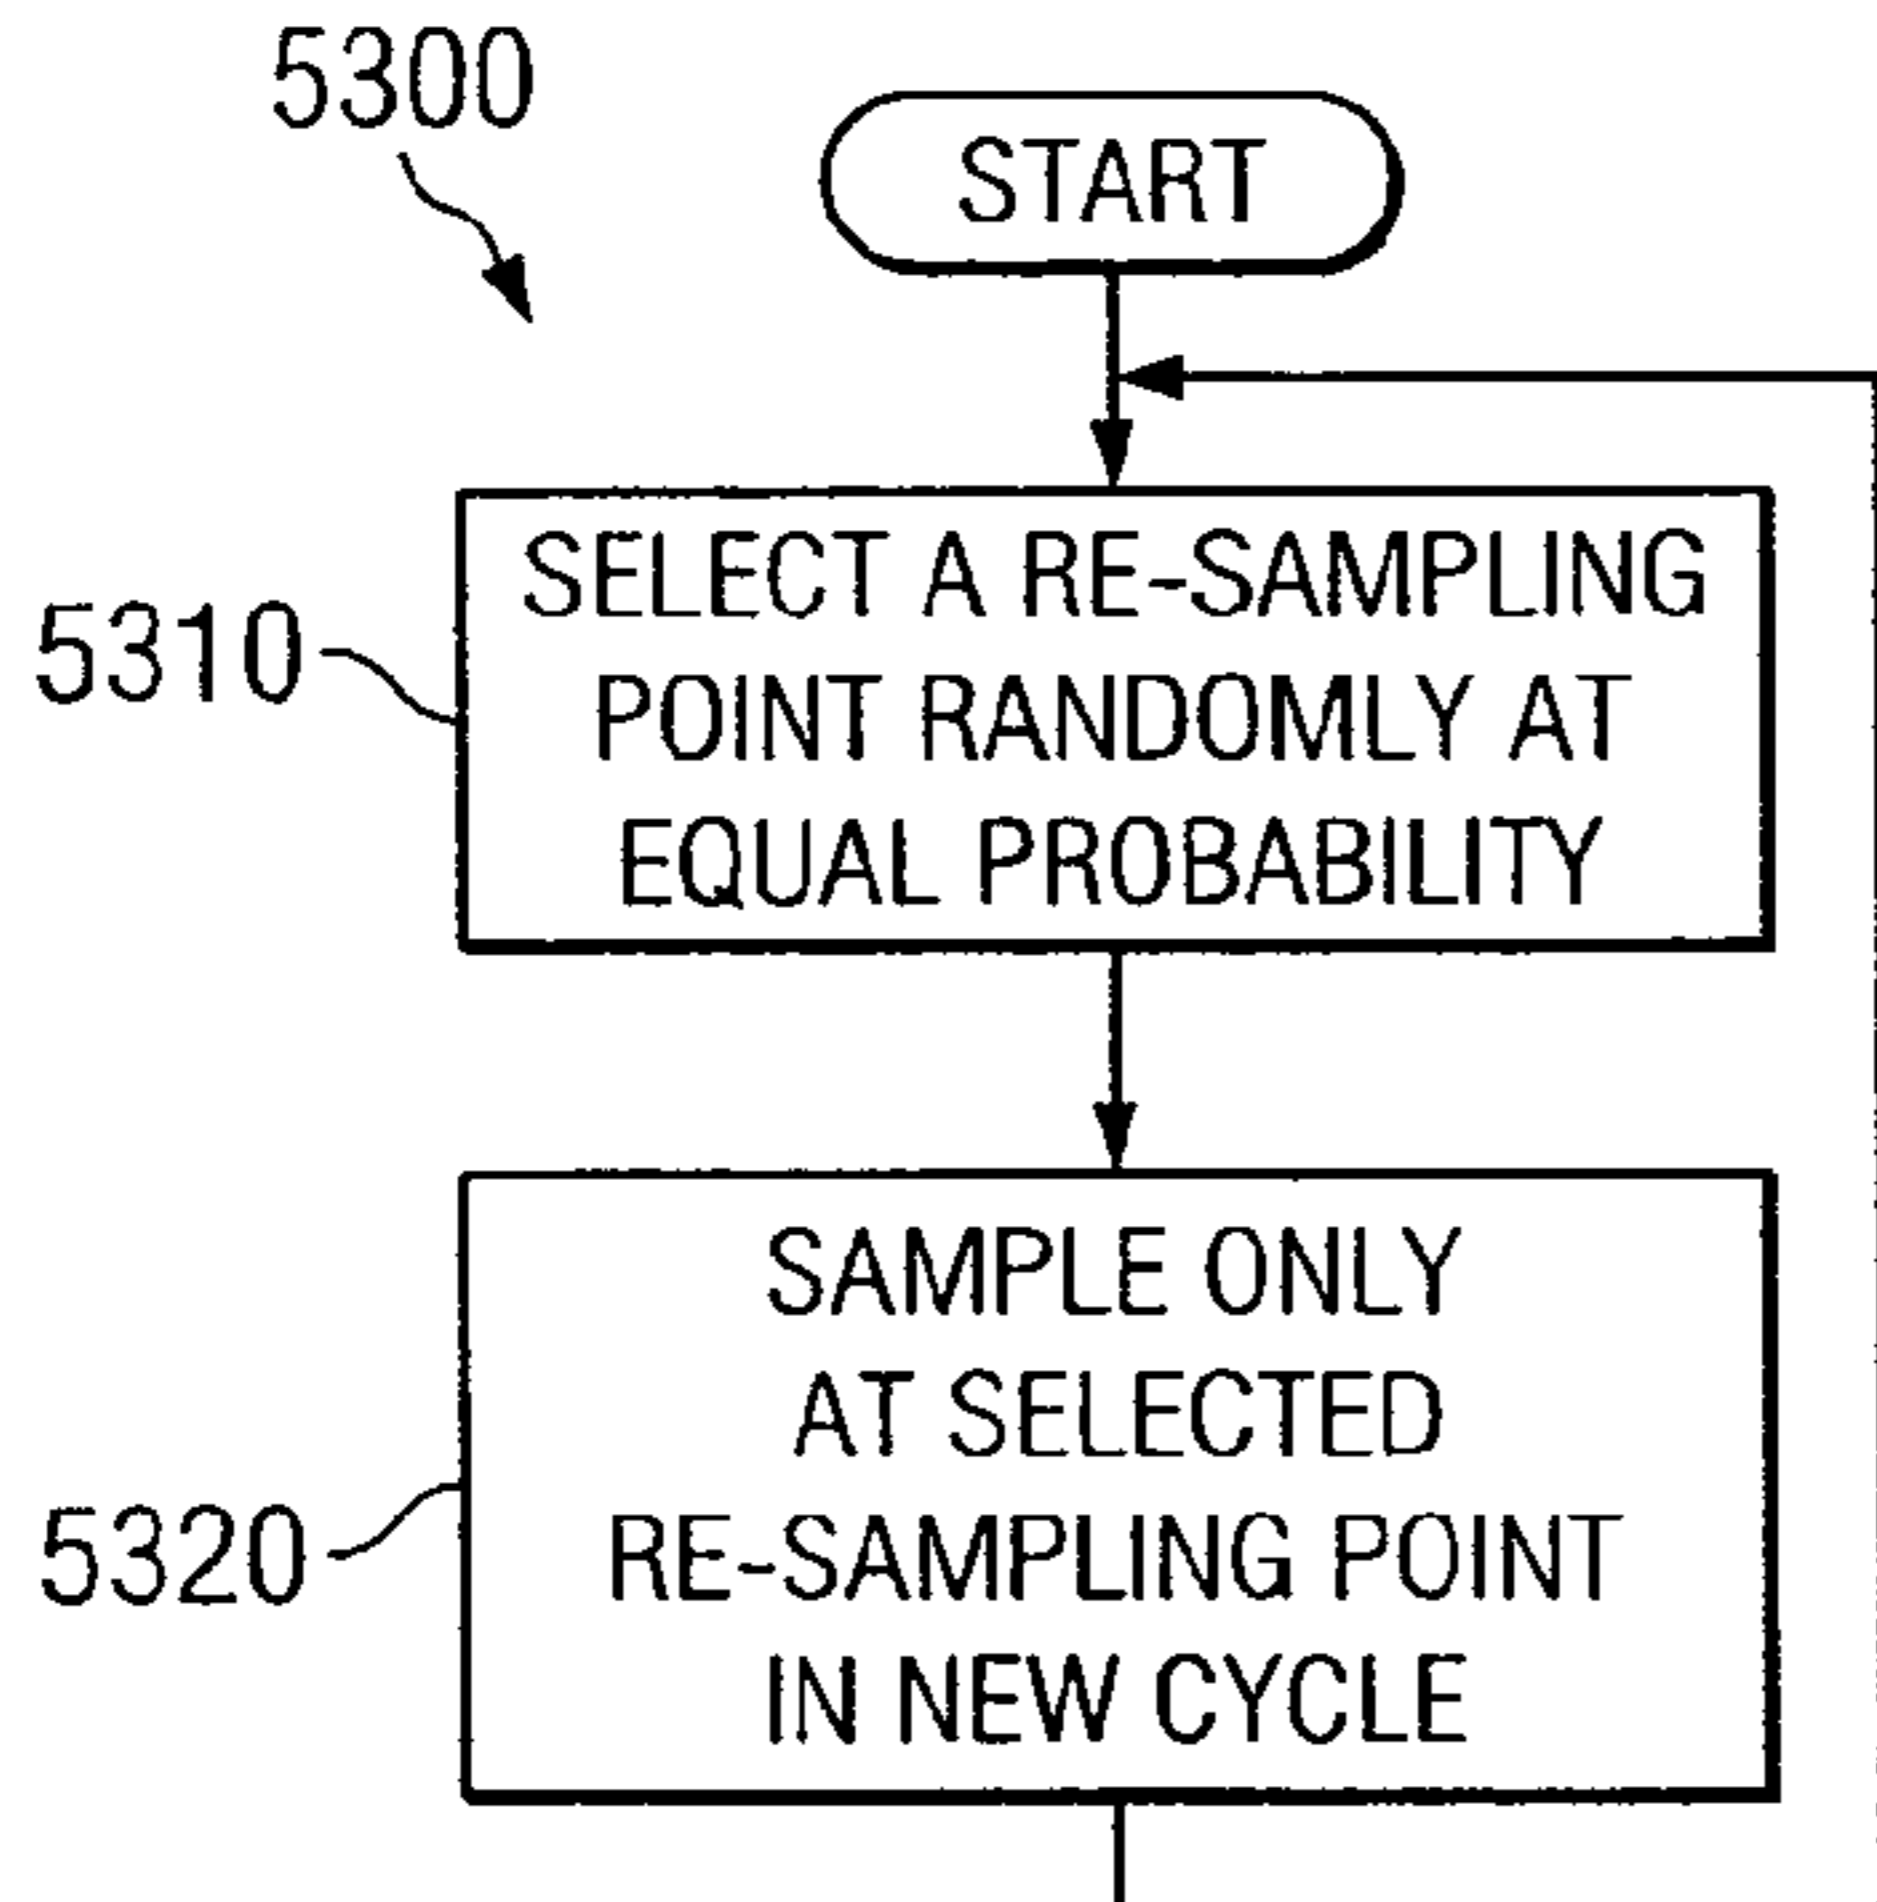 5300
START
SELECT A RE-SAMPLING
POINT RANDOMLY AT
EQUAL PROBABILITY
5310
SAMPLE ONLY
AT SELECTED
RE-SAMPLING POINT
IN NEW CYCLE
5320